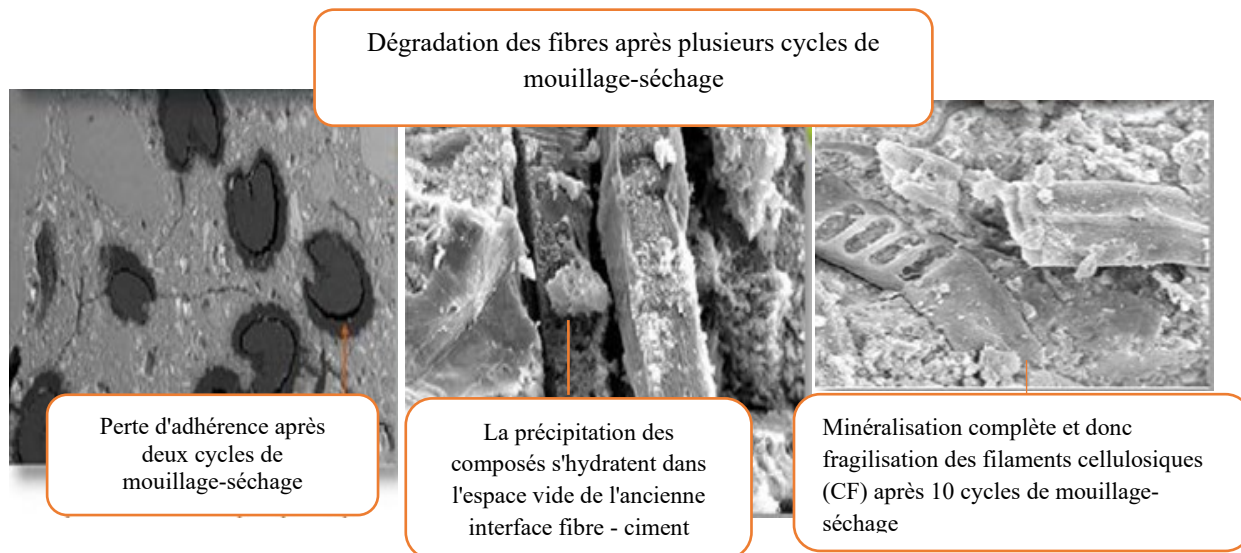 Dégradation des fibres après plusieurs cycles de
mouillage-séchage
Perte d'adhérence après
deux cycles de
mouillage-séchage
La précipitation des
composés s'hydratent dans
l'espace vide de l'ancienne
interface fibre - ciment
Minéralisation complète et donc
fragilisation des filaments cellulosiques
(CF) après 10 cycles de mouillage-
séchage